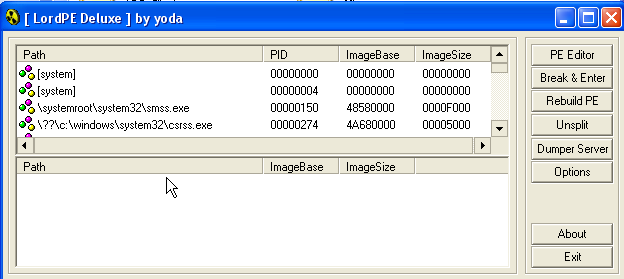 [ LordPE Deluxe ] by yoda
Path PID ImageBase ImageSize
[system] 00000000 00000000 00000000
[system] 00000004 00000000 00000000
\systemroot\system32\smss.exe 00000150 48580000 0000F000
\??\c:\windows\system32\csrss.exe 00000274 4A680000 00005000
Path ImageBase ImageSize
PE Editor
Break & Enter
Rebuild PE
Unsplit
Dumper Server
Options
About
Exit